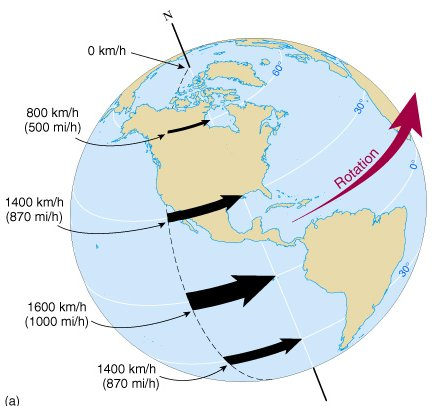 N
0 km/h
60°
800 km/h
(500 mi/h)
30°
Rotation
0°
1400 km/h
(870 mi/h)
30°
1600 km/h
(1000 mi/h)
1400 km/h
(870 mi/h)
(a)